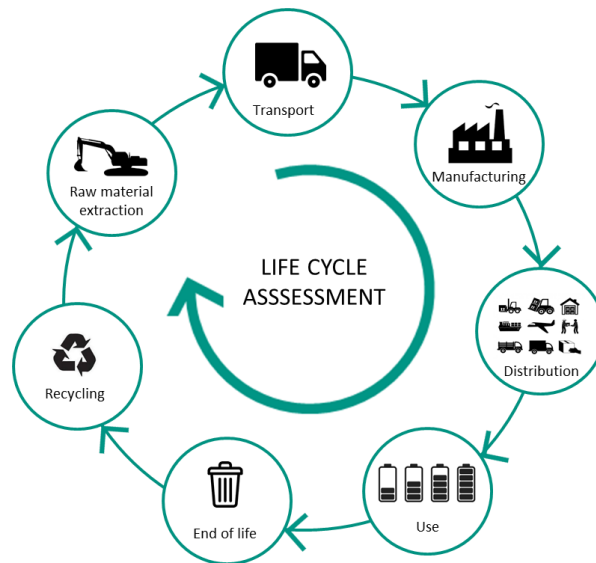 Transport
Manufacturing
Raw material
extraction
LIFE CYCLE
ASSSESSMENT
Distribution
Recycling
Use
End of life